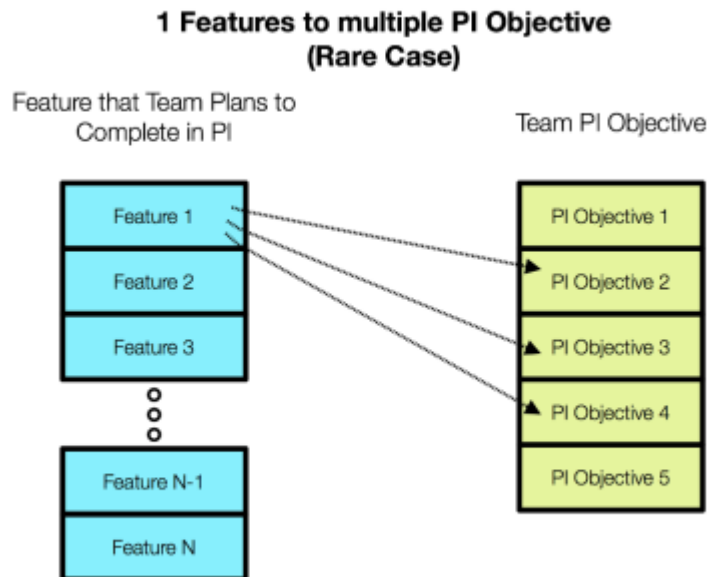 1 Features to multiple PI Objective
(Rare Case)
Feature that Team Plans to
Complete in PI
Team PI Objective
Feature 1
Feature 2
Feature 3
Feature N-1
Feature N
PI Objective 1
PI Objective 2
PI Objective 3
PI Objective 4
PI Objective 5